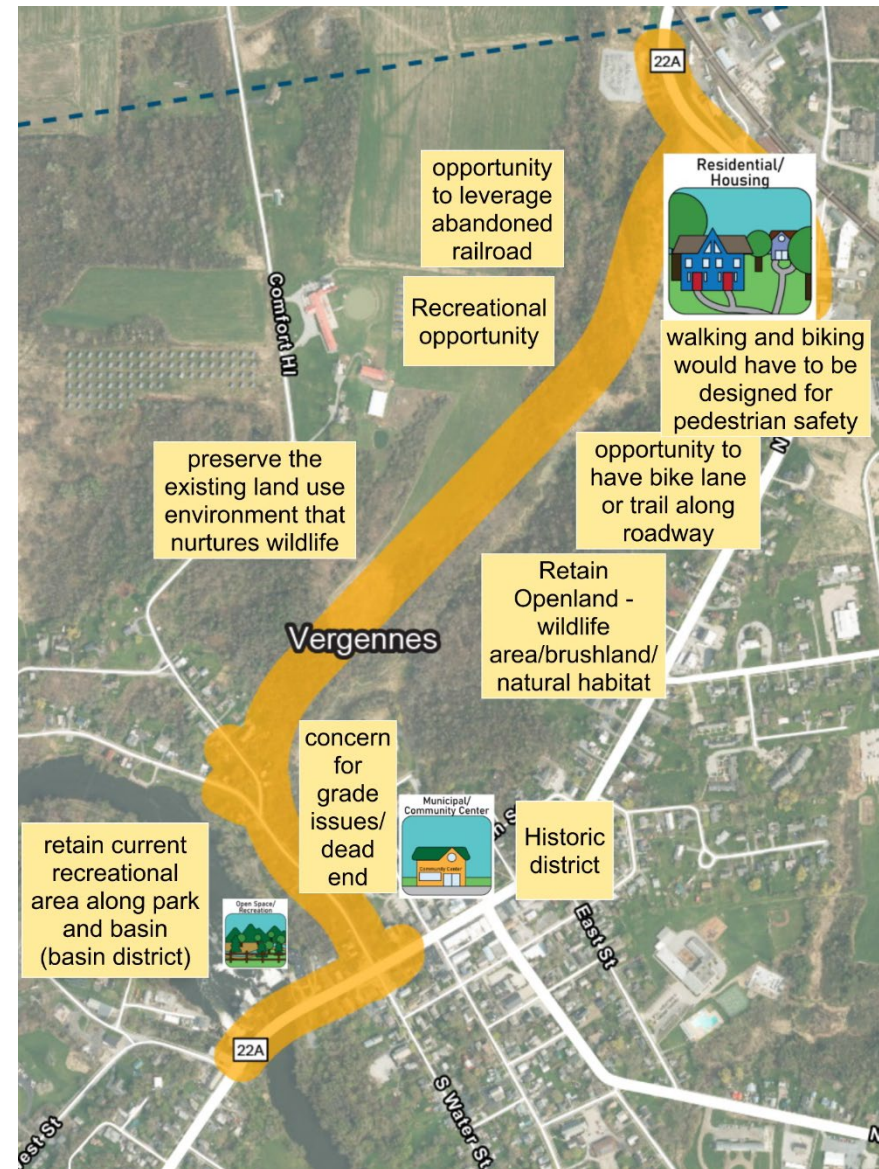 22A
Residential/
Housing
opportunity
to leverage
abandoned
railroad
Comfort Hl
Recreational
opportunity
walking and biking
would have to be
designed for
pedestrian safety
N
opportunity to
have bike lane
or trail along
roadway
preserve the
existing land use
environment that
nurtures wildlife
Retain
Openland -
wildlife
area/brushland/
natural habitat
Vergennes
concern
for
grade
issues/
dead
end
Municipal/
Community Center
Community Center
Historic
district
retain current
recreational
area along park
and basin
(basin district)
Open Space/
Recreation
East St
22A
S Water St
est St
N